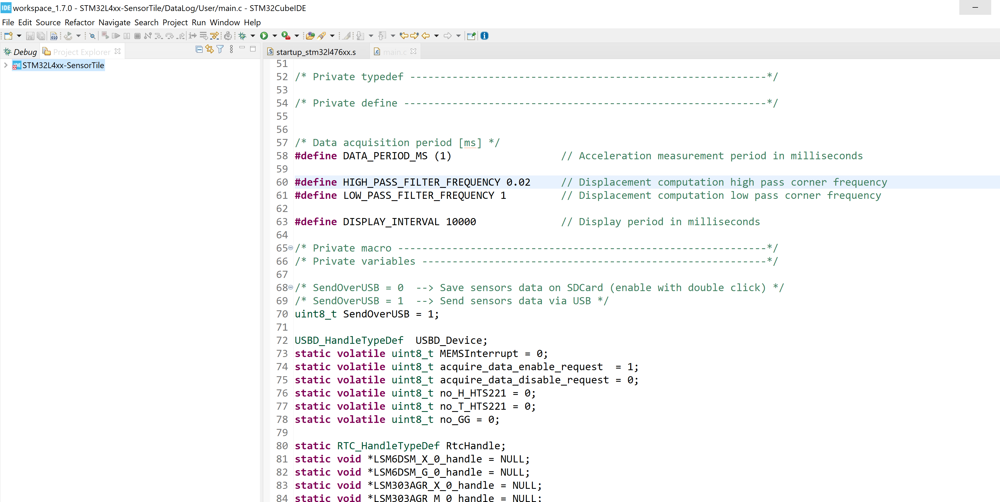 IDE workspace_1.7.0 - STM32L4xx-SensorTile/DataLog/User/main.c - STM32CubeIDE
File Edit Source Refactor Navigate Search Project Run Window Help
010
Debug Project Explorer
IDE STM32L4xx-SensorTile
.S startup_stm32l476xx.s .c main.c
51
52 /* Private typedef -----------------------------------------------------------*/
53
54 /* Private define ------------------------------------------------------------*/
55
56
57 /* Data acquisition period [ms] */
58 #define DATA_PERIOD_MS (1) // Acceleration measurement period in milliseconds
59
60 #define HIGH_PASS_FILTER_FREQUENCY 0.02 // Displacement computation high pass corner frequency
61 #define LOW_PASS_FILTER_FREQUENCY 1 // Displacement computation low pass corner frequency
62
63 #define DISPLAY_INTERVAL 10000 // Display period in milliseconds
64
65 /* Private macro -------------------------------------------------------------*/
66 /* Private variables ---------------------------------------------------------*/
67
68 /* SendOverUSB = 0  --> Save sensors data on SDCard (enable with double click) */
69 /* SendOverUSB = 1  --> Send sensors data via USB */
70 uint8_t SendOverUSB = 1;
71
72 USBD_HandleTypeDef  USBD_Device;
73 static volatile uint8_t MEMSInterrupt = 0;
74 static volatile uint8_t acquire_data_enable_request  = 1;
75 static volatile uint8_t acquire_data_disable_request = 0;
76 static volatile uint8_t no_H_HTS221 = 0;
77 static volatile uint8_t no_T_HTS221 = 0;
78 static volatile uint8_t no_GG = 0;
79
80 static RTC_HandleTypeDef RtcHandle;
81 static void *LSM6DSM_X_0_handle = NULL;
82 static void *LSM6DSM_G_0_handle = NULL;
83 static void *LSM303AGR_X_0_handle = NULL;
84 static void *LSM303AGR_M_0_handle = NULL;